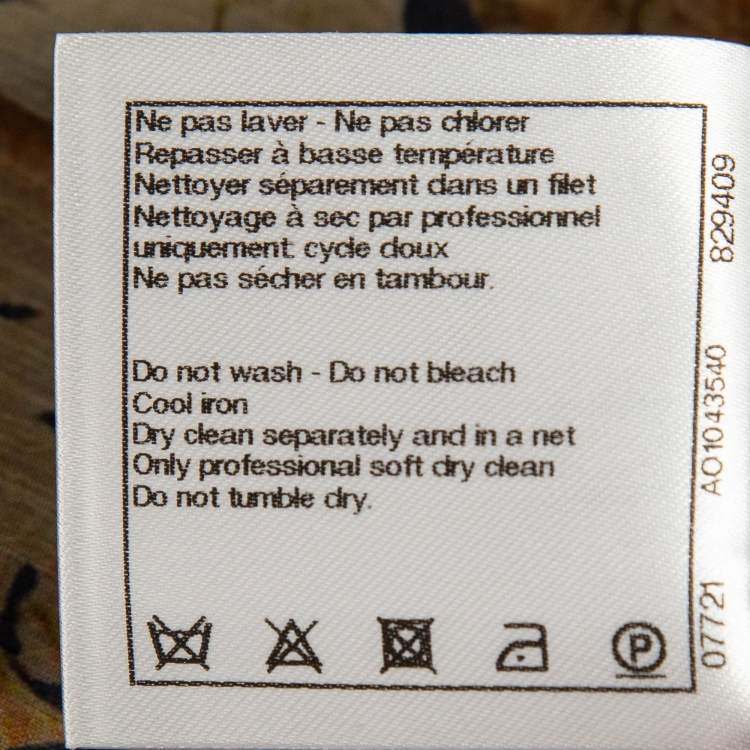 Ne pas laver - Ne pas chlorer
Repasser à basse température
Nettoyer séparement dans un filet
Nettoyage à sec par professionnel
uniquement: cycle doux
Ne pas sécher en tambour.
Do not wash - Do not bleach
Cool iron
Dry clean separately and in a net
Only professional soft dry clean
Do not tumble dry.
P
07721 AO1043540 829409